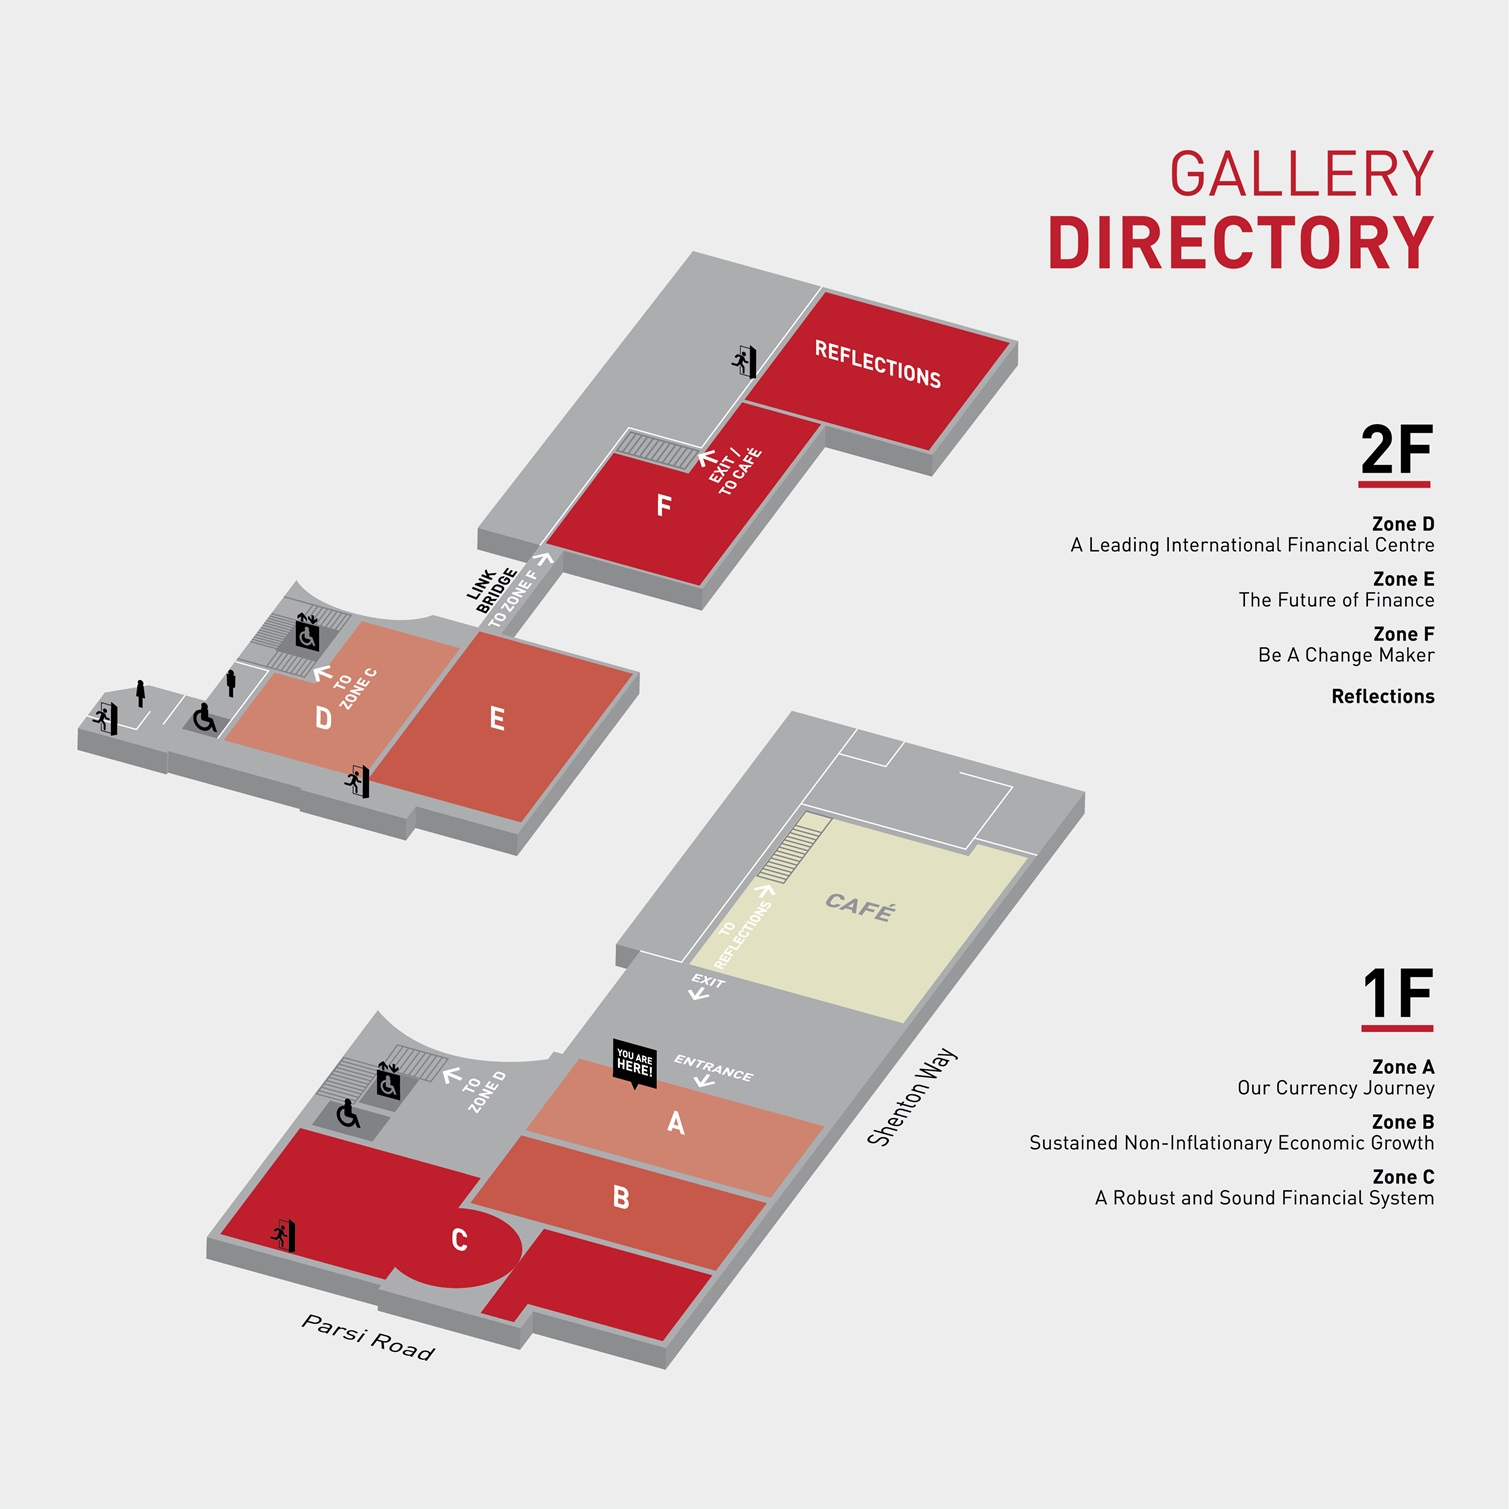 GALLERY
DIRECTORY
REFLECTIONS
EXIT /
TO CAFÉ
F
LINK
BRIDGE
TO ZONE F
TO
ZONE C
D
E
2F
Zone D
A Leading International Financial Centre
Zone E
The Future of Finance
Zone F
Be A Change Maker
Reflections
CAFÉ
TO
REFLECTIONS
EXIT
YOU ARE
HERE!
ENTRANCE
TO
ZONE D
A
B
C
Shenton Way
Parsi Road
1F
Zone A
Our Currency Journey
Zone B
Sustained Non-Inflationary Economic Growth
Zone C
A Robust and Sound Financial System